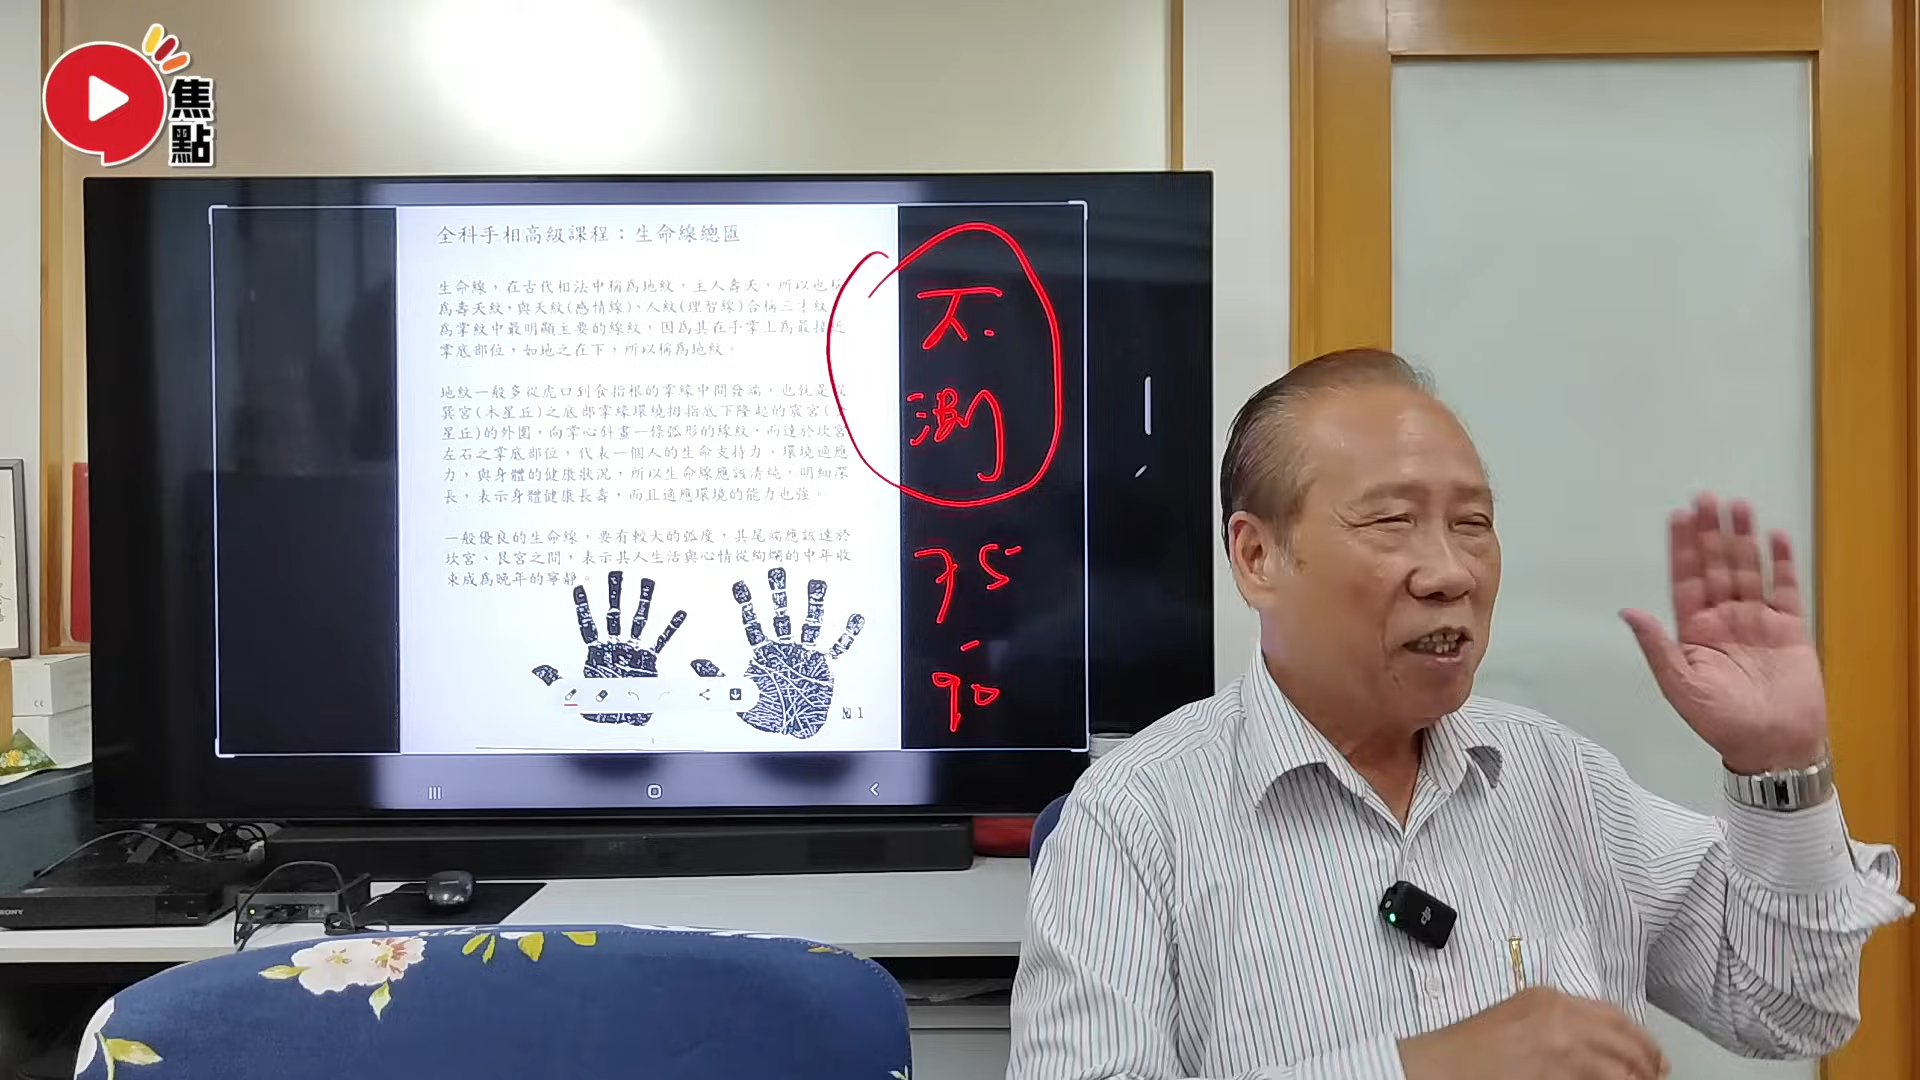 焦點
全科手相高級課程：生命線總匯
生命線，在古代相法中稱為地紋，主人壽夭，所以也稱
為壽夭紋，與天紋(感情線)、人紋(理智線)合稱三才紋，
為掌紋中最明顯主要的線紋，因為其在手掌上為最接近
掌底部位，如地之在下，所以稱為地紋。
地紋一般多從虎口到食指根的掌緣中間發端，也就是從
巽宮(木星丘)之底部掌緣環繞拇指底下隆起的震宮(金
星丘)的外圍，向掌心斜畫一條弧形的線紋，而達於坎宮
左右之掌底部位，代表一個人的生命支持力、環境適應
力，與身體的健康狀況，所以生命線應該清純，明細深
長，表示身體健康長壽，而且適應環境的能力也強。
一般優良的生命線，要有較大的弧度，其尾端應該達於
坎宮、艮宮之間，表示其人生活與心情從絢爛的中年收
束成為晚年的寧靜。
№ 1
不
測
75
-
90
SONY
dji